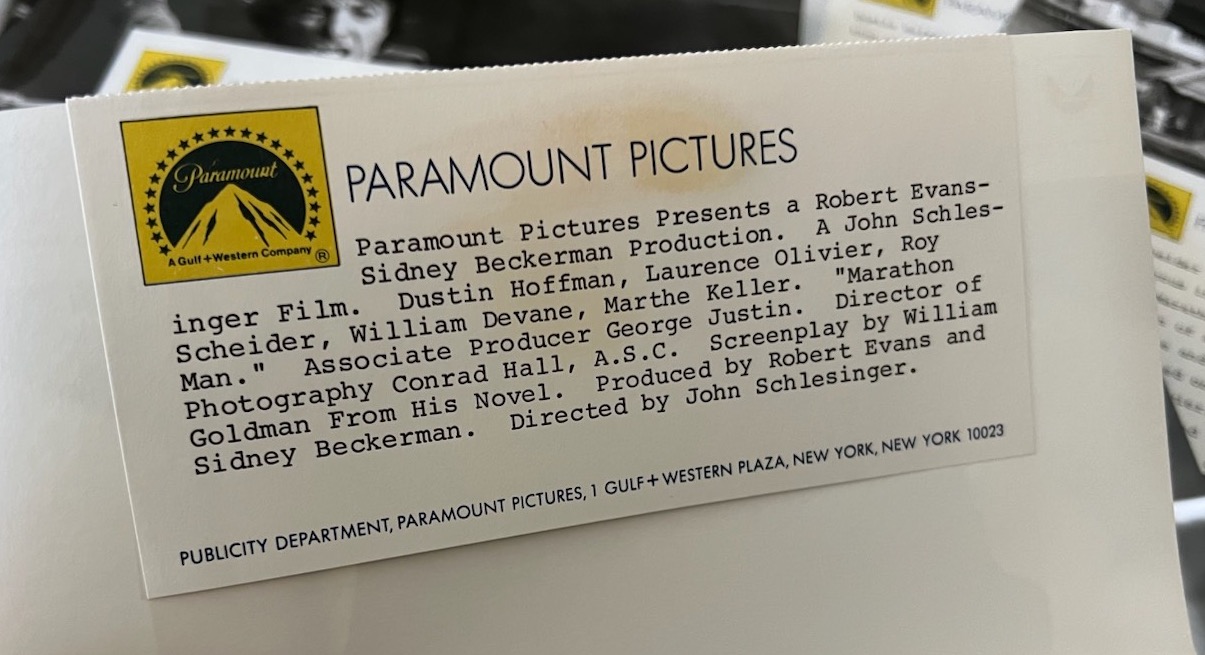 Paramount
A Gulf+Western Company ®
PARAMOUNT PICTURES
Paramount Pictures Presents a Robert Evans-
Sidney Beckerman Production.  A John Schles-
inger Film.  Dustin Hoffman, Laurence Olivier, Roy
Scheider, William Devane, Marthe Keller.  "Marathon
Man."  Associate Producer George Justin.  Director of
Photography Conrad Hall, A.S.C.  Screenplay by William
Goldman From His Novel.  Produced by Robert Evans and
Sidney Beckerman.  Directed by John Schlesinger.
PUBLICITY DEPARTMENT, PARAMOUNT PICTURES, 1 GULF+WESTERN PLAZA, NEW YORK, NEW YORK 10023